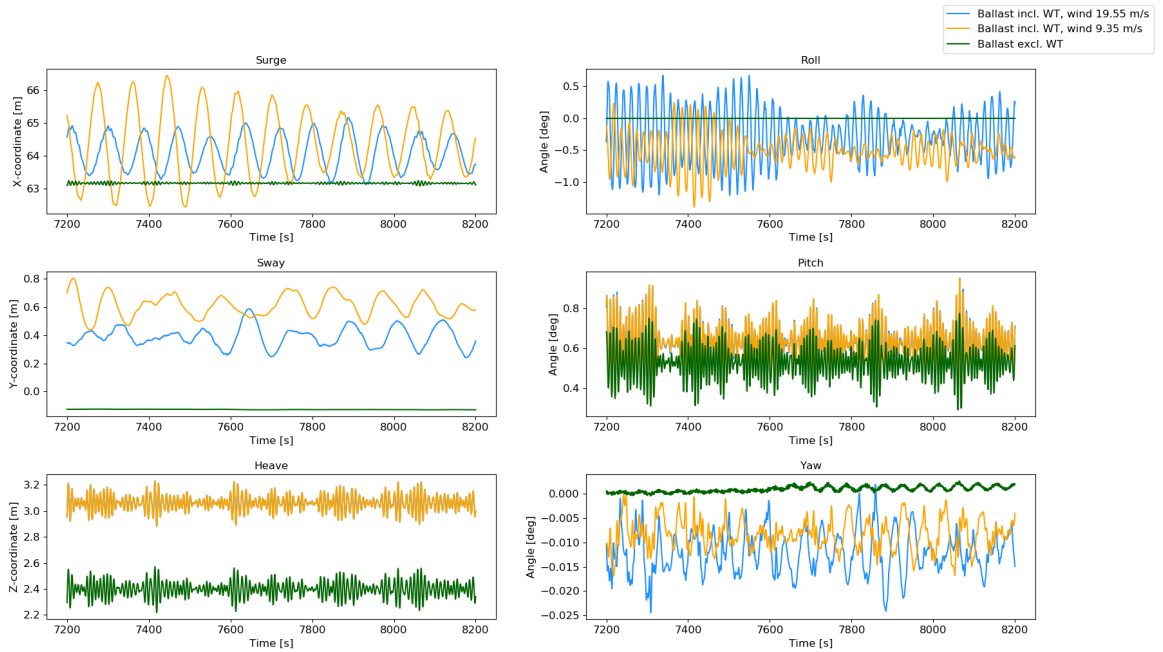 Ballast incl. WT, wind 19.55 m/s
Ballast incl. WT, wind 9.35 m/s
Ballast excl. WT
Surge
X-coordinate [m]
66
65
64
63
7200 7400 7600 7800 8000 8200
Time [s]
Roll
Angle [deg]
0.5
0.0
−0.5
−1.0
7200 7400 7600 7800 8000 8200
Time [s]
Sway
Y-coordinate [m]
0.8
0.6
0.4
0.2
0.0
7200 7400 7600 7800 8000 8200
Time [s]
Pitch
Angle [deg]
0.8
0.6
0.4
7200 7400 7600 7800 8000 8200
Time [s]
Heave
Z-coordinate [m]
3.2
3.0
2.8
2.6
2.4
2.2
7200 7400 7600 7800 8000 8200
Time [s]
Yaw
Angle [deg]
0.000
−0.005
−0.010
−0.015
−0.020
−0.025
7200 7400 7600 7800 8000 8200
Time [s]